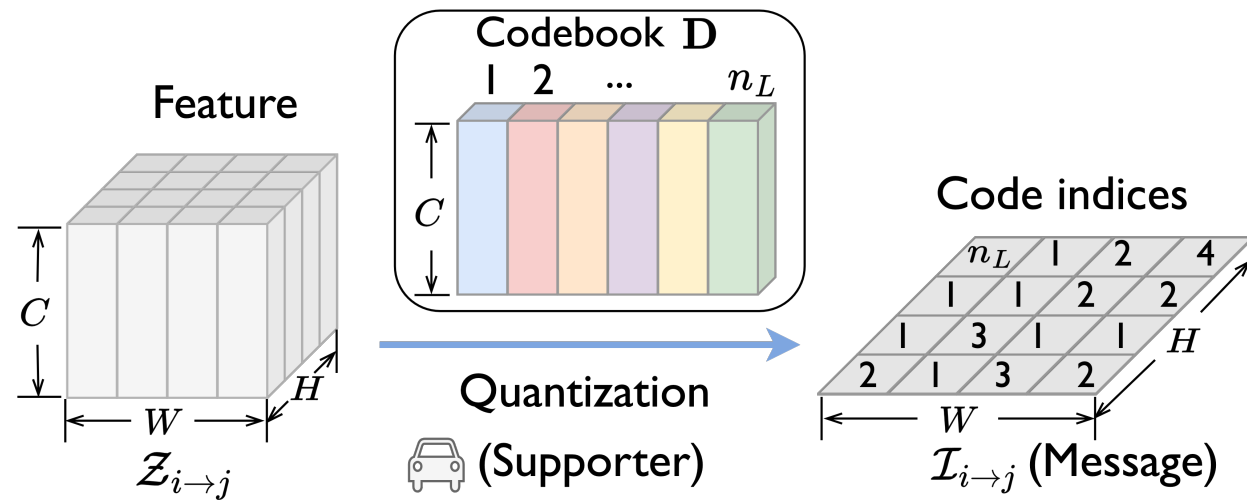 Codebook D
1 2 ... n_L
Feature
C
C
W
H
𝒵_{i→j}
Quantization
(Supporter)
Code indices
n_L 1 2 4
1 1 2 2
1 3 1 1
2 1 3 2
H
W
ℐ_{i→j} (Message)